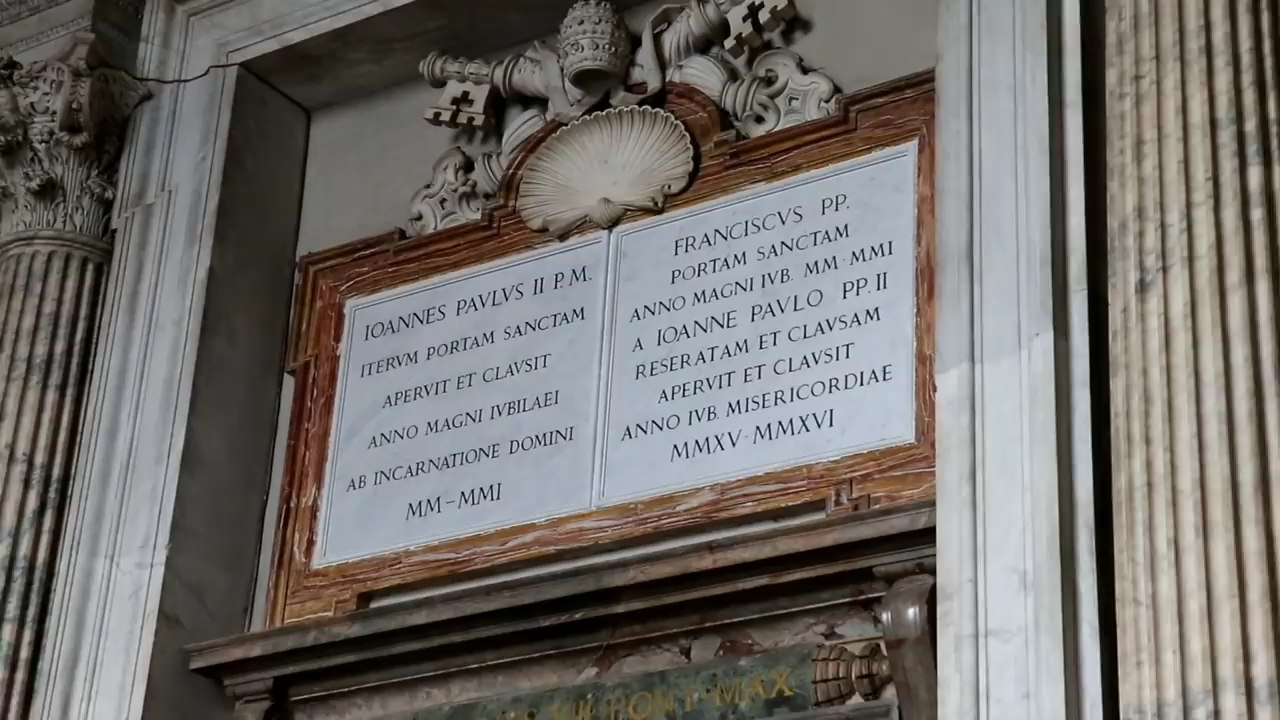 IOANNES PAVLVS II P.M.
ITERVM PORTAM SANCTAM
APERVIT ET CLAVSIT
ANNO MAGNI IVBILAEI
AB INCARNATIONE DOMINI
MM-MMI
FRANCISCVS PP.
PORTAM SANCTAM
ANNO MAGNI IVB. MM·MMI
A IOANNE PAVLO PP. II
RESERATAM ET CLAVSAM
APERVIT ET CLAVSIT
ANNO IVB. MISERICORDIAE
MMXV·MMXVI
PONT·MAX